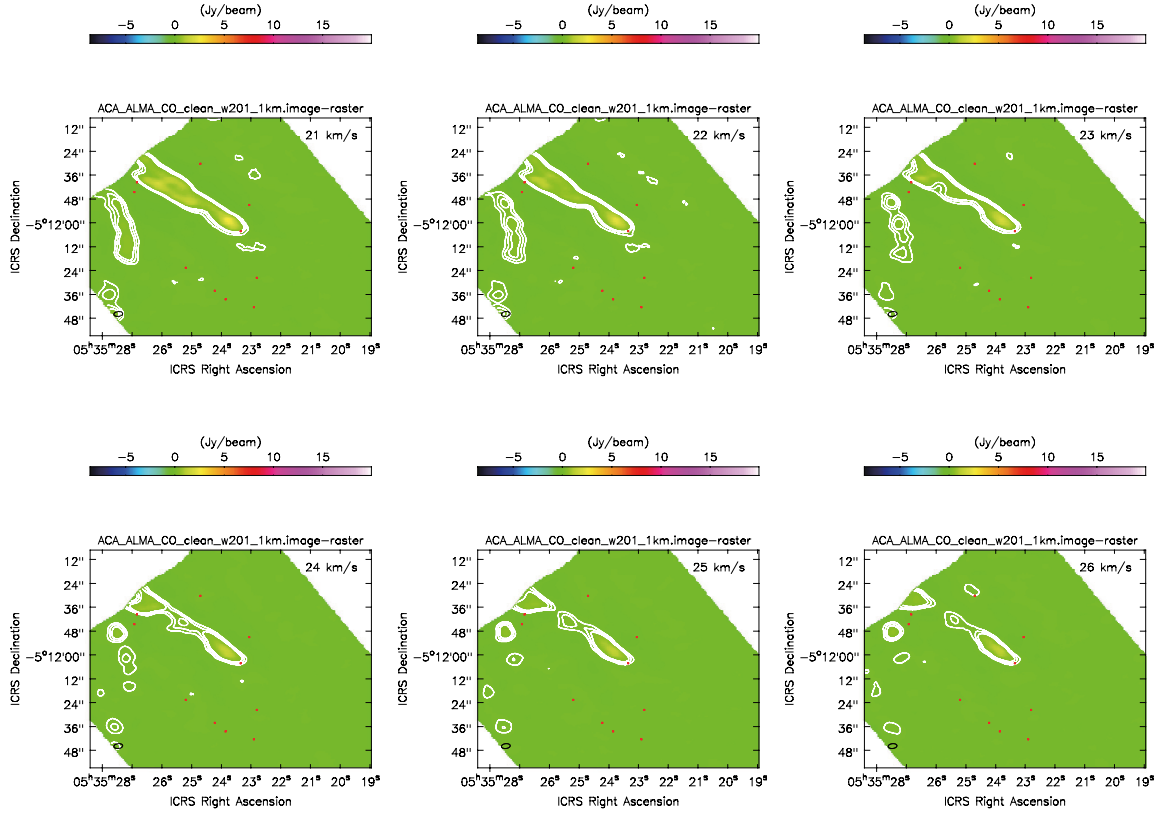 (Jy/beam) (Jy/beam) (Jy/beam)
−5 0 5 10 15 −5 0 5 10 15 −5 0 5 10 15
ACA_ALMA_CO_clean_w201_1km.image−raster ACA_ALMA_CO_clean_w201_1km.image−raster ACA_ALMA_CO_clean_w201_1km.image−raster
21 km/s 22 km/s 23 km/s
12" 12" 12"
24" 24" 24"
36" 36" 36"
48" 48" 48"
−5°12'00" −5°12'00" −5°12'00"
12" 12" 12"
24" 24" 24"
36" 36" 36"
48" 48" 48"
ICRS Declination ICRS Declination ICRS Declination
05ʰ35ᵐ28ˢ 26ˢ 25ˢ 23ˢ 22ˢ 21ˢ 20ˢ 19ˢ 05ʰ35ᵐ28ˢ 26ˢ 25ˢ 23ˢ 22ˢ 21ˢ 20ˢ 19ˢ 05ʰ35ᵐ28ˢ 26ˢ 25ˢ 23ˢ 22ˢ 21ˢ 20ˢ 19ˢ
ICRS Right Ascension ICRS Right Ascension ICRS Right Ascension
(Jy/beam) (Jy/beam) (Jy/beam)
−5 0 5 10 15 −5 0 5 10 15 −5 0 5 10 15
ACA_ALMA_CO_clean_w201_1km.image−raster ACA_ALMA_CO_clean_w201_1km.image−raster ACA_ALMA_CO_clean_w201_1km.image−raster
24 km/s 25 km/s 26 km/s
12" 12" 12"
24" 24" 24"
36" 36" 36"
48" 48" 48"
−5°12'00" −5°12'00" −5°12'00"
12" 12" 12"
24" 24" 24"
36" 36" 36"
48" 48" 48"
ICRS Declination ICRS Declination ICRS Declination
05ʰ35ᵐ28ˢ 26ˢ 25ˢ 23ˢ 22ˢ 21ˢ 20ˢ 19ˢ 05ʰ35ᵐ28ˢ 26ˢ 25ˢ 23ˢ 22ˢ 21ˢ 20ˢ 19ˢ 05ʰ35ᵐ28ˢ 26ˢ 25ˢ 23ˢ 22ˢ 21ˢ 20ˢ 19ˢ
ICRS Right Ascension ICRS Right Ascension ICRS Right Ascension